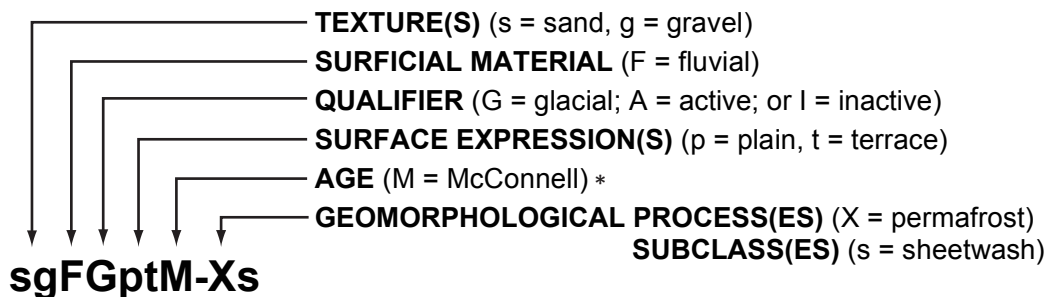 TEXTURE(S) (s = sand, g = gravel)
SURFICIAL MATERIAL (F = fluvial)
QUALIFIER (G = glacial; A = active; or I = inactive)
SURFACE EXPRESSION(S) (p = plain, t = terrace)
AGE (M = McConnell) *
GEOMORPHOLOGICAL PROCESS(ES) (X = permafrost)
SUBCLASS(ES) (s = sheetwash)
sgFGptM-Xs